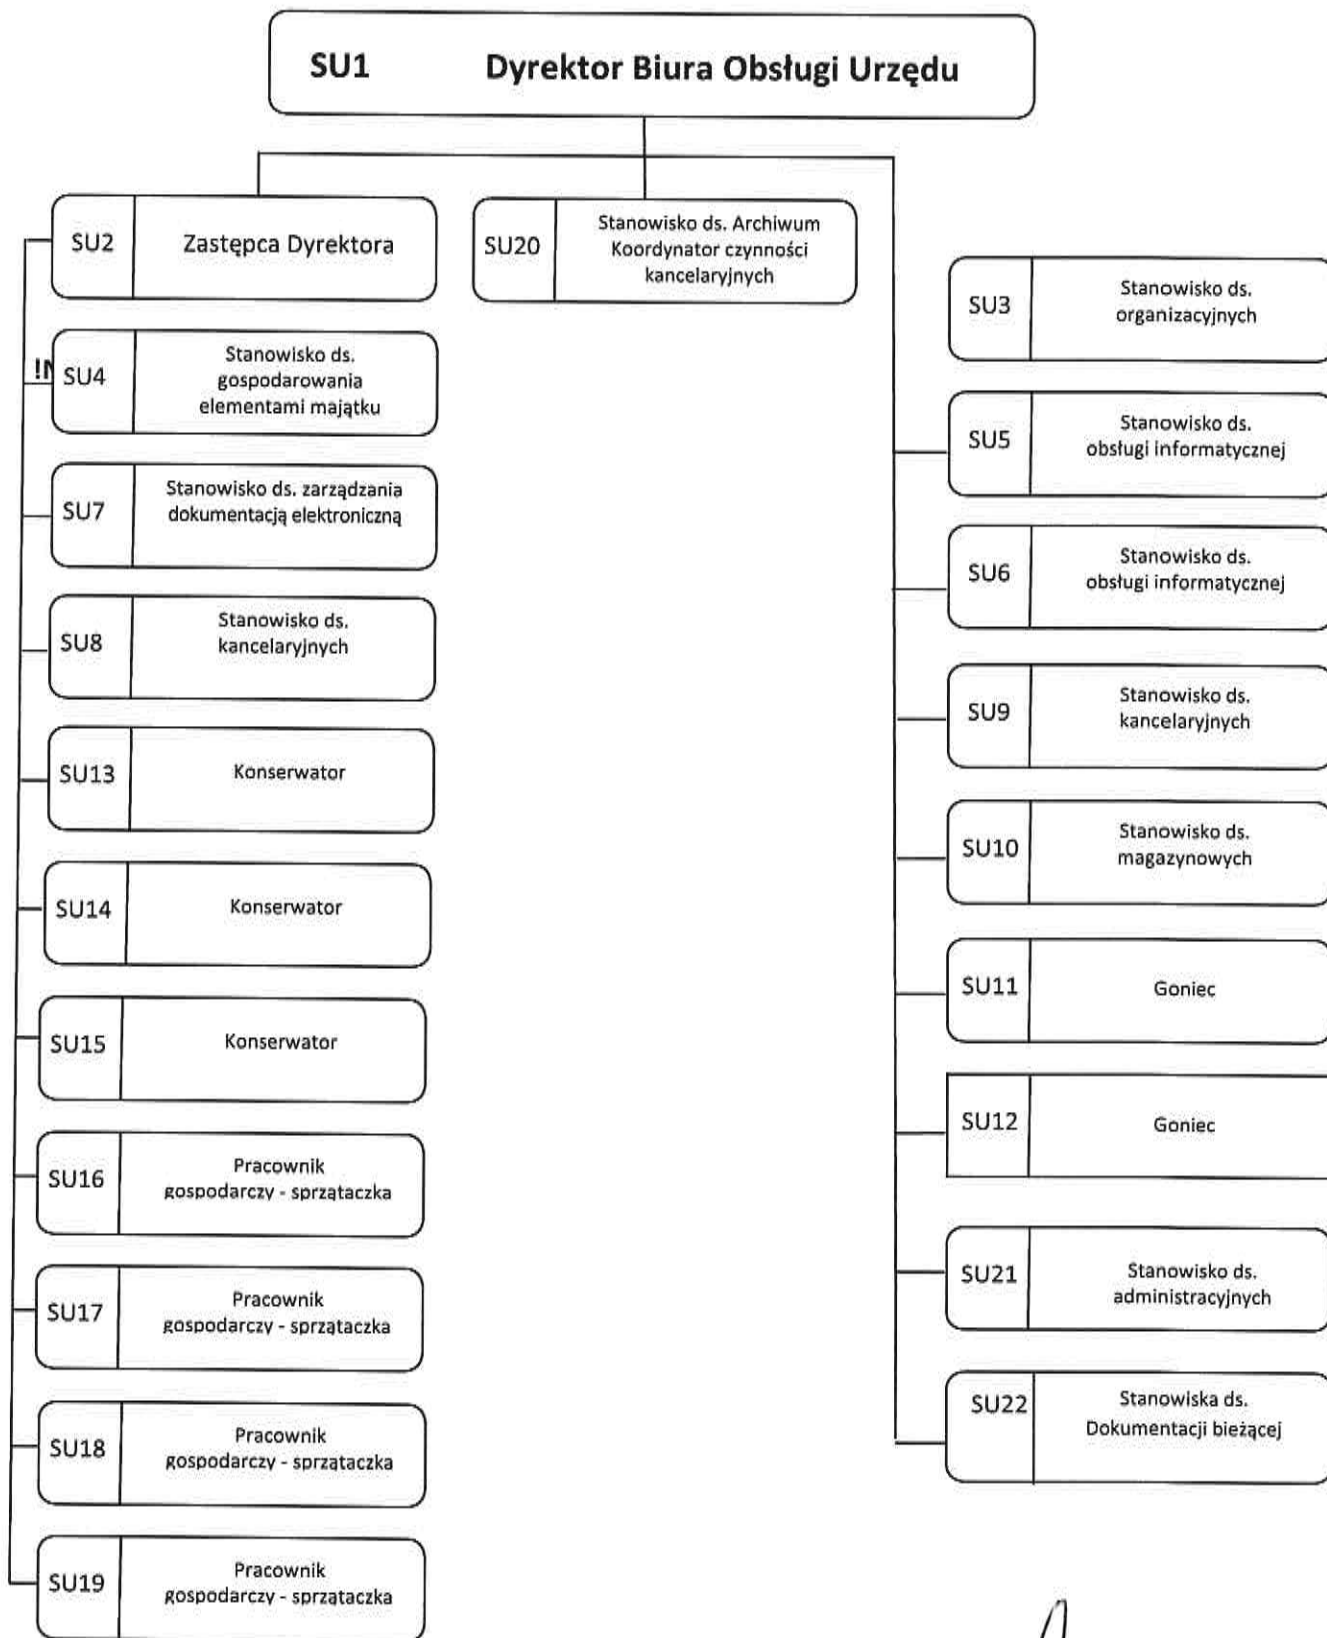 SU1 Dyrektor Biura Obsługi Urzędu
SU2 Zastępca Dyrektora
SU20
Stanowisko ds. Archiwum
Koordynator czynności
kancelaryjnych
SU3
Stanowisko ds.
organizacyjnych
SU4
Stanowisko ds.
gospodarowania
elementami majątku
SU5
Stanowisko ds.
obsługi informatycznej
SU7
Stanowisko ds. zarządzania
dokumentacją elektroniczną
SU6
Stanowisko ds.
obsługi informatycznej
SU8
Stanowisko ds.
kancelaryjnych
SU9
Stanowisko ds.
kancelaryjnych
SU13 Konserwator
SU10
Stanowisko ds.
magazynowych
SU14 Konserwator
SU11 Goniec
SU15 Konserwator
SU12 Goniec
SU16
Pracownik
gospodarczy - sprzątaczka
SU21
Stanowisko ds.
administracyjnych
SU17
Pracownik
gospodarczy - sprzątaczka
SU22
Stanowiska ds.
Dokumentacji bieżącej
SU18
Pracownik
gospodarczy - sprzątaczka
SU19
Pracownik
gospodarczy - sprzątaczka